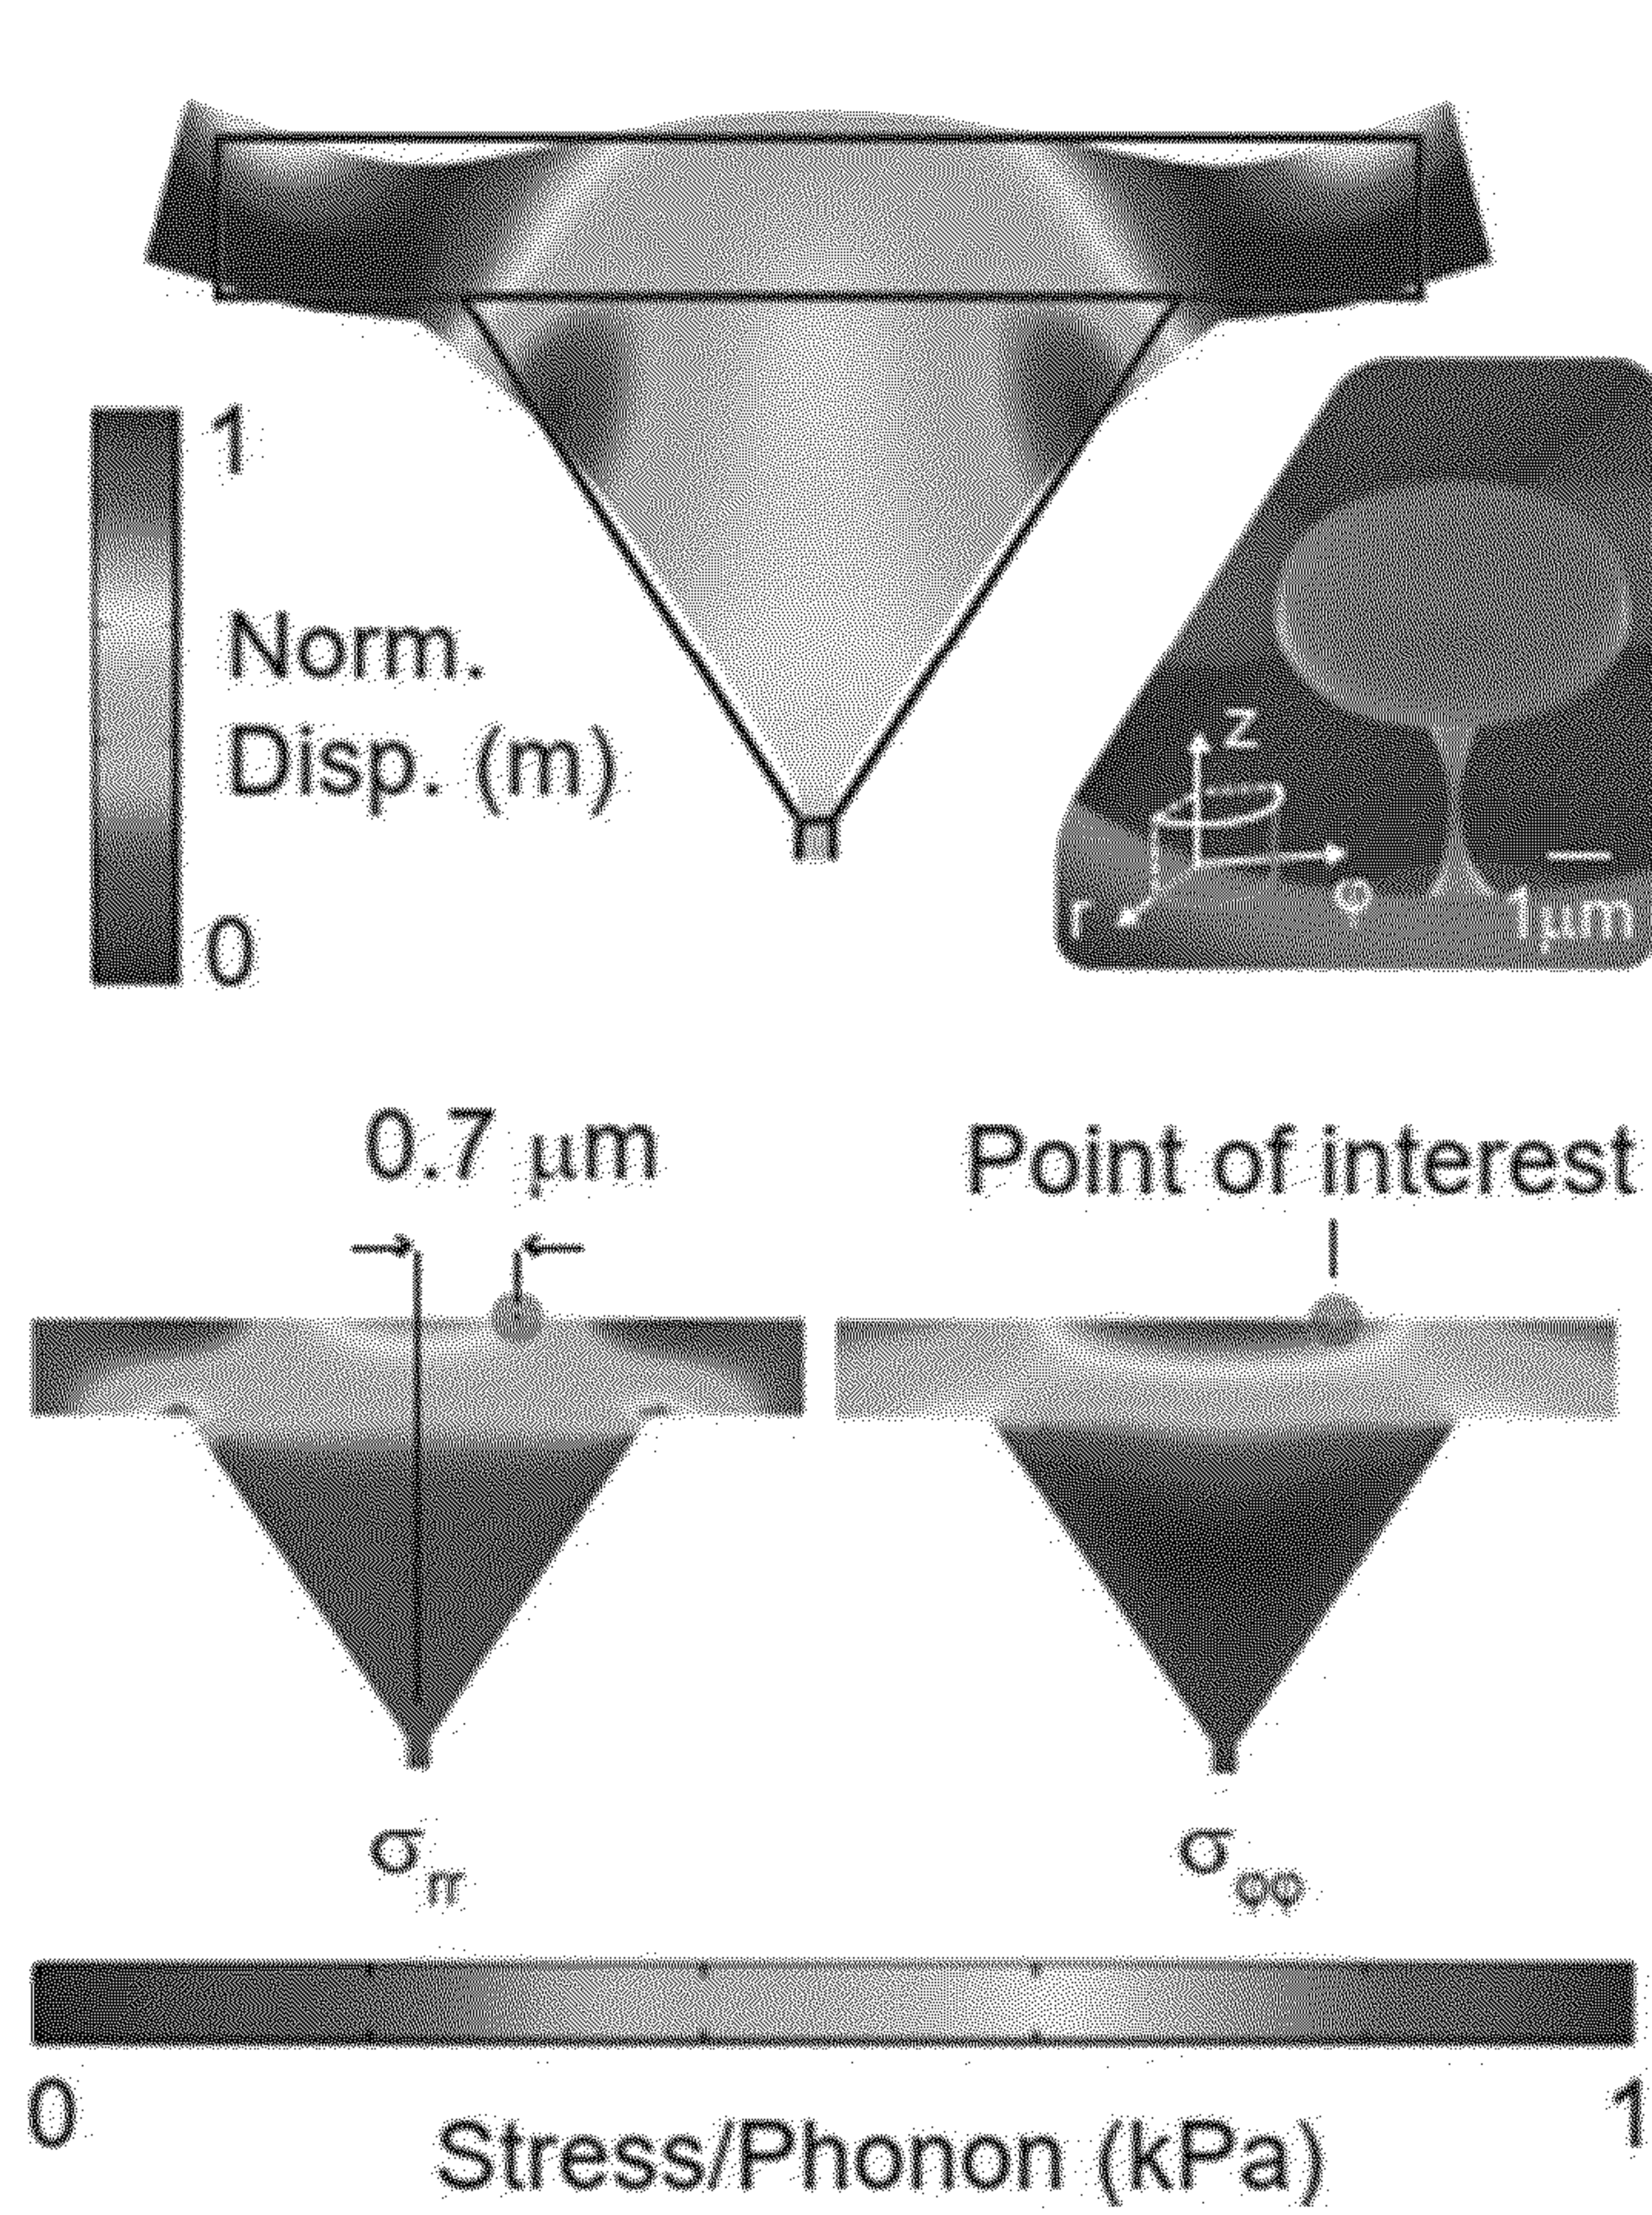 1
Norm.
Disp. (m)
0
z
r
φ
1μm
0.7 μm
Point of interest
σrr
σφφ
0
1
Stress/Phonon (kPa)